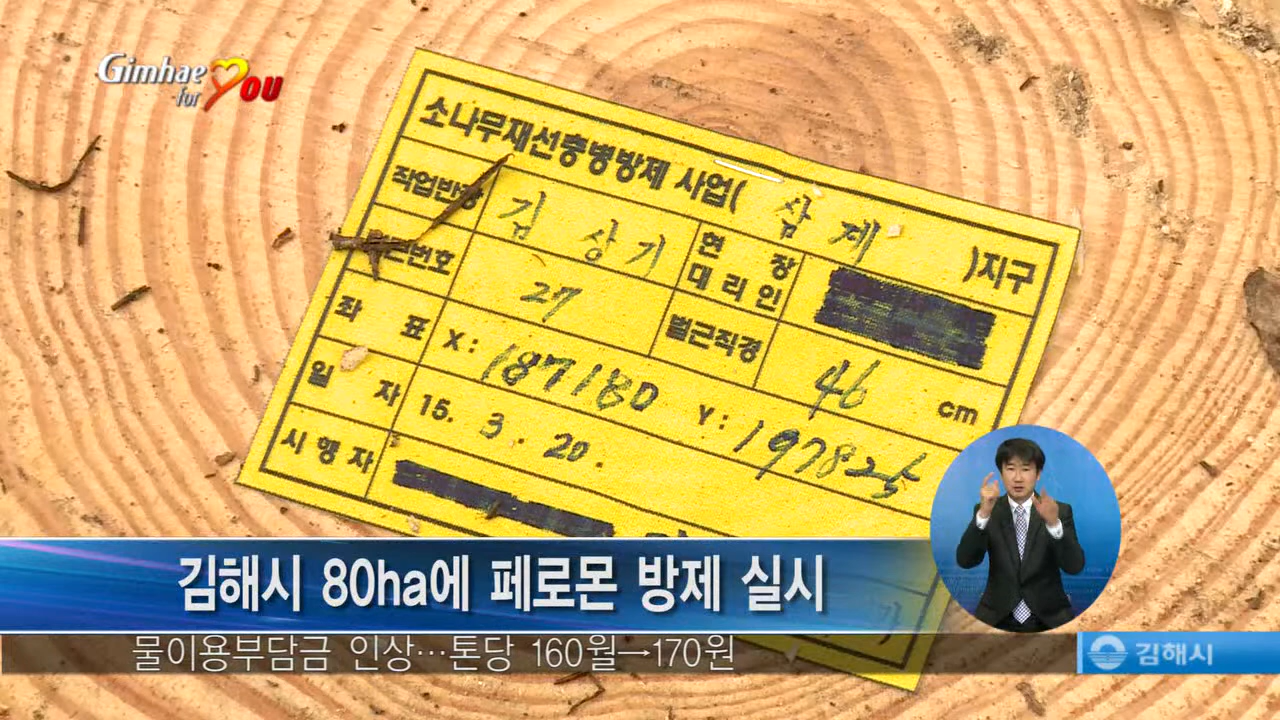 Gimhae
for YOU
소나무재선충병방제 사업( 삼계 )지구
작업반장 김상기 현장대리인
번호 27 벌근직경 46 cm
좌표 X: 187180 Y: 197825
일자 15. 3. 20.
시행자
김해시 80ha에 페로몬 방제 실시
물이용부담금 인상…톤당 160월→170원
김해시